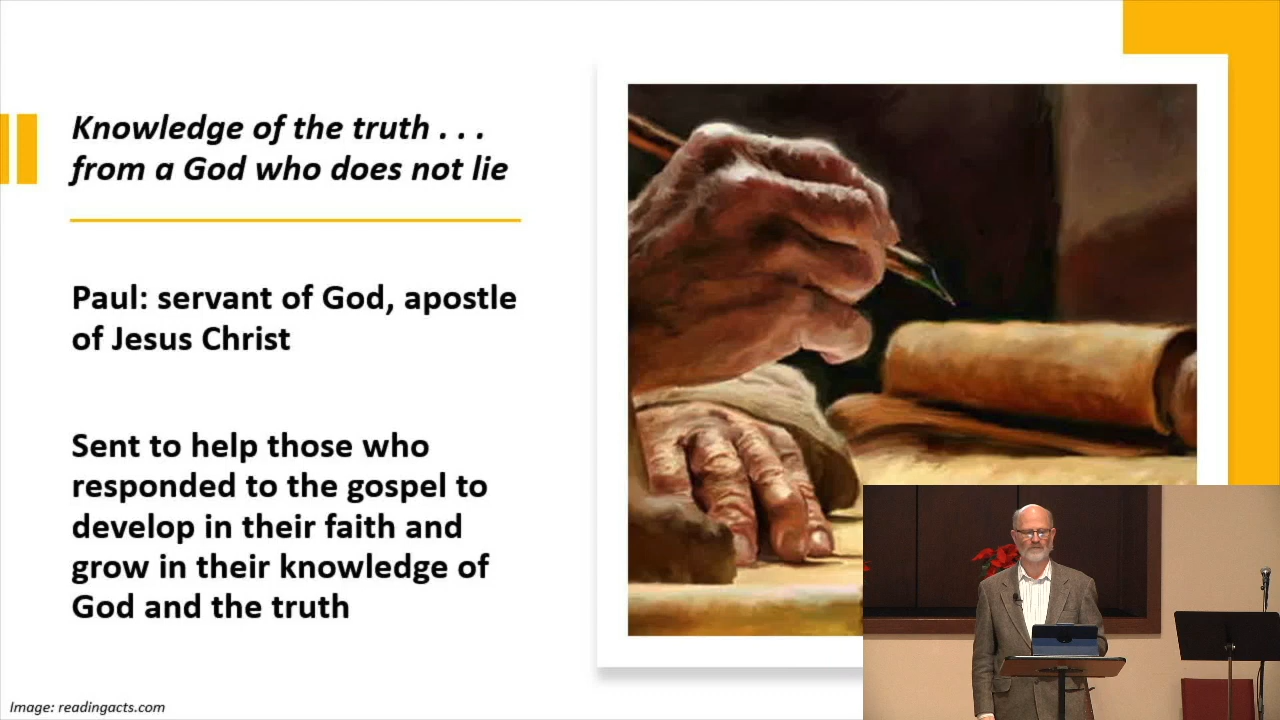 Knowledge of the truth . . .
from a God who does not lie
Paul: servant of God, apostle
of Jesus Christ
Sent to help those who
responded to the gospel to
develop in their faith and
grow in their knowledge of
God and the truth
Image: readingacts.com